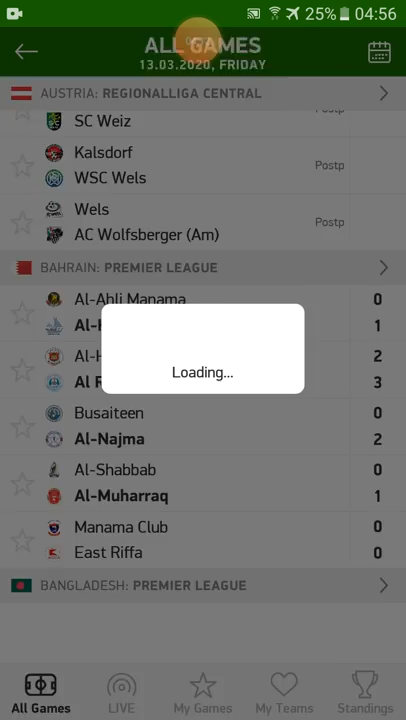 25% 04:56
ALL GAMES
13.03.2020, FRIDAY
AUSTRIA: REGIONALLIGA CENTRAL
SC Weiz
Postp
Kalsdorf
WSC Wels
Postp
Wels
AC Wolfsberger (Am)
Postp
BAHRAIN: PREMIER LEAGUE
Al-Ahli Manama 0
1
2
3
Loading...
Busaiteen 0
Al-Najma 2
Al-Shabbab 0
Al-Muharraq 1
Manama Club 0
East Riffa 0
BANGLADESH: PREMIER LEAGUE
All Games LIVE My Games My Teams Standings